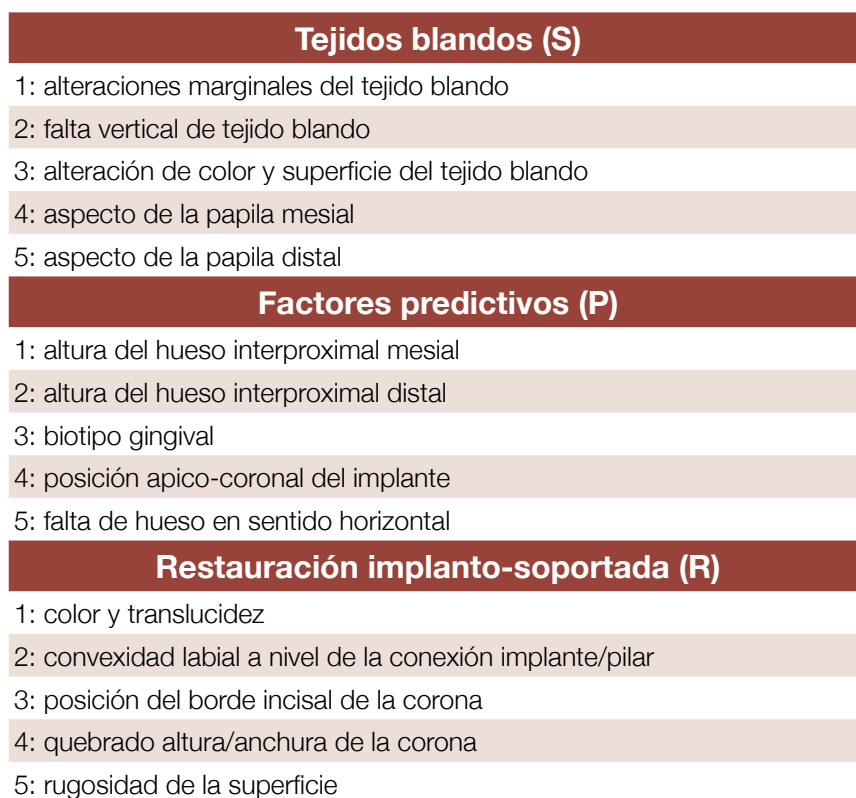 Tejidos blandos (S)
1: alteraciones marginales del tejido blando
2: falta vertical de tejido blando
3: alteración de color y superficie del tejido blando
4: aspecto de la papila mesial
5: aspecto de la papila distal
Factores predictivos (P)
1: altura del hueso interproximal mesial
2: altura del hueso interproximal distal
3: biotipo gingival
4: posición apico-coronal del implante
5: falta de hueso en sentido horizontal
Restauración implanto-soportada (R)
1: color y translucidez
2: convexidad labial a nivel de la conexión implante/pilar
3: posición del borde incisal de la corona
4: quebrado altura/anchura de la corona
5: rugosidad de la superficie